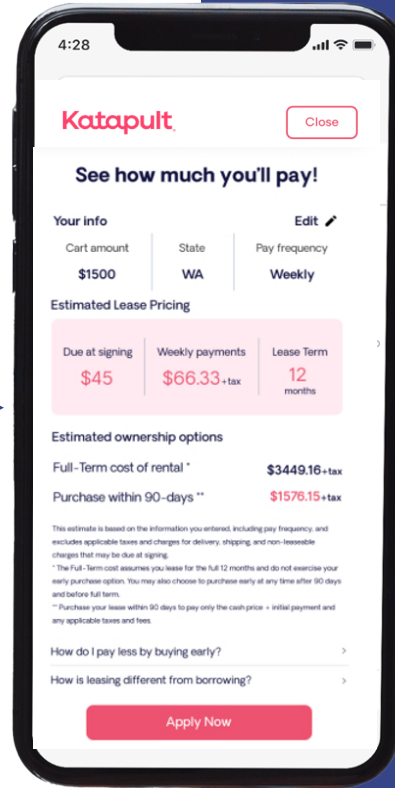 4:28
Katapult
Close
See how much you'll pay!
Your info
Edit
Cart amount
State
Pay frequency
$1500
WA
Weekly
Estimated Lease Pricing
Due at signing
Weekly payments
Lease Term
$45
$66.33+tax
12
months
Estimated ownership options
Full-Term cost of rental *
$3449.16+tax
Purchase within 90-days **
$1576.15+tax
This estimate is based on the information you entered, including pay frequency, and
excludes applicable taxes and charges for delivery, shipping, and non-leaseable
charges that may be due at signing.
* The Full-Term cost assumes you lease for the full 12 months and do not exercise your
early purchase option. You may also choose to purchase early at any time after 90 days
and before full term.
** Purchase your lease within 90 days to pay only the cash price + initial payment and
any applicable taxes and fees.
How do I pay less by buying early?
How is leasing different from borrowing?
Apply Now